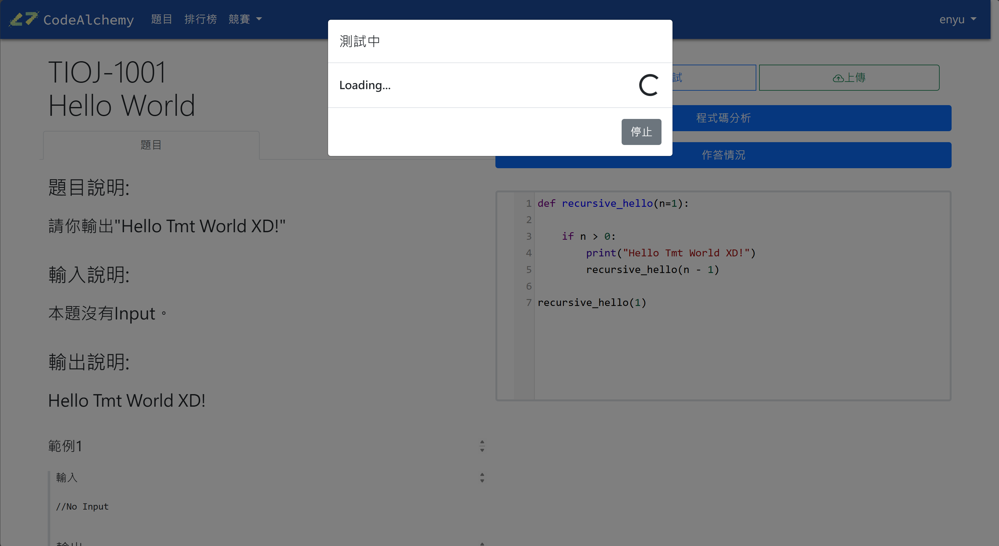 CodeAlchemy 題目 排行榜 競賽 enyu
測試中
Loading...
停止
TIOJ-1001
Hello World
題目
題目說明:
請你輸出"Hello Tmt World XD!"
輸入說明:
本題沒有Input。
輸出說明:
Hello Tmt World XD!
範例1
輸入
//No Input
輸出
試 上傳
程式碼分析
作答情況
1 def recursive_hello(n=1):
2
3 if n > 0:
4 print("Hello Tmt World XD!")
5 recursive_hello(n - 1)
6
7 recursive_hello(1)